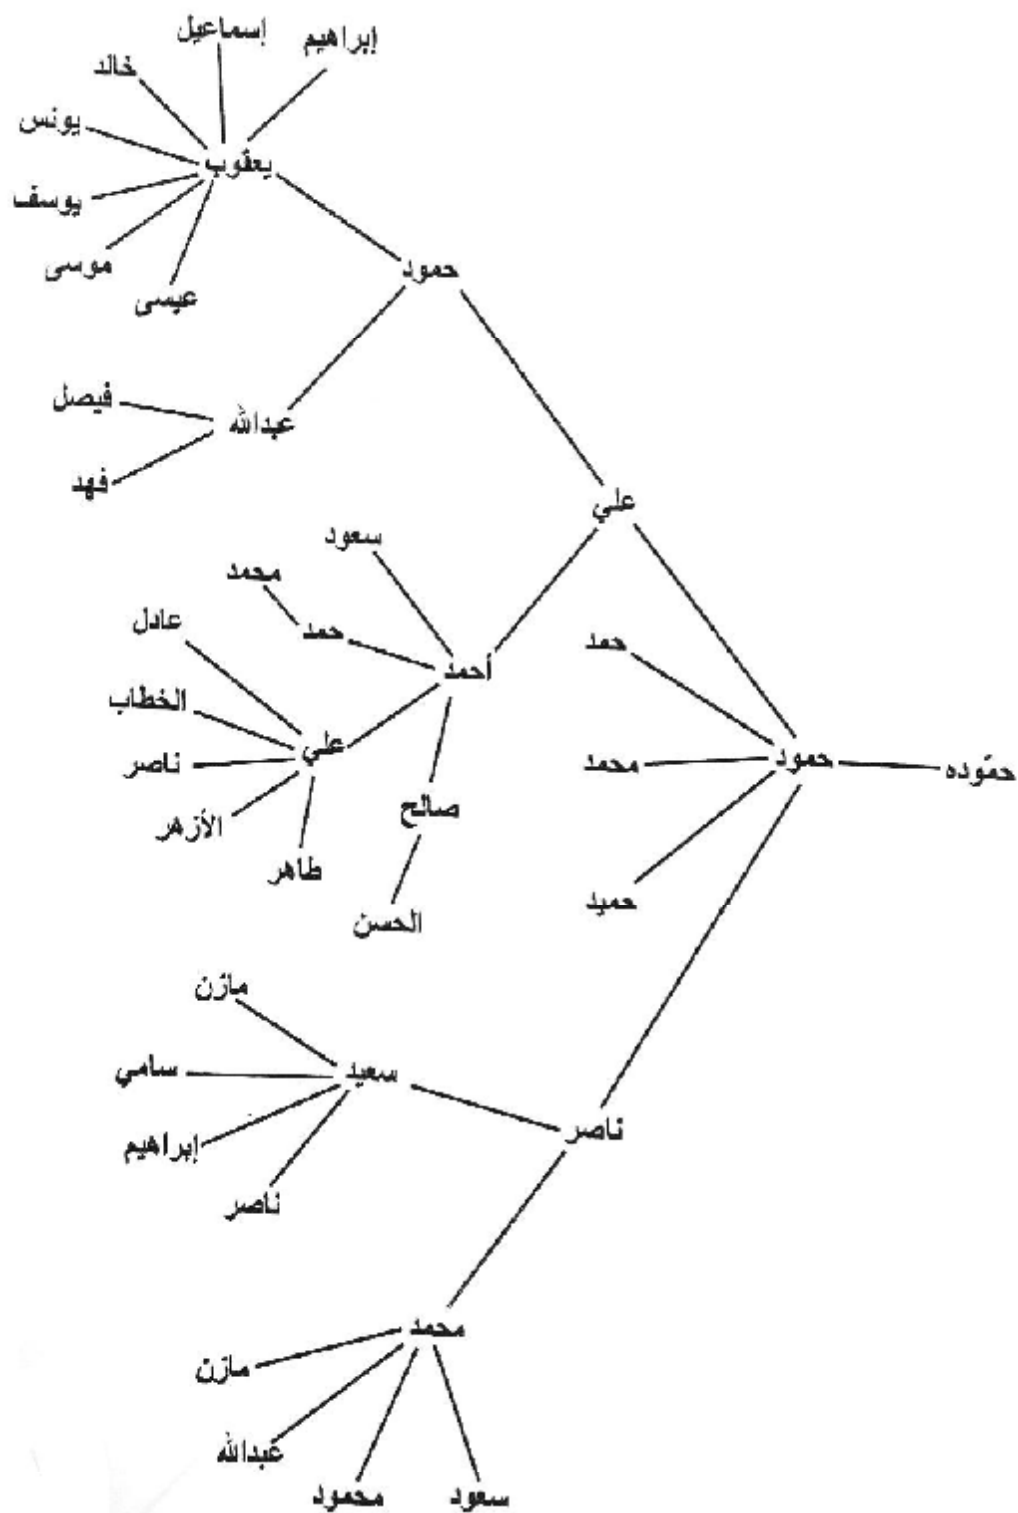 إبراهيم
إسماعيل
خالد
يونس
يعقوب
يوسف
موسى
حمود
عيسى
فيصل
عبدالله
فهد
علي
سعود
محمد
عادل
حمد
حمد
أحمد
الخطاب
علي
ناصر
محمد
حمود
حمّوده
صالح
الأزهر
طاهر
حميد
الحسن
مازن
سامي
سعيد
ناصر
إبراهيم
ناصر
محمد
مازن
عبدالله
محمود
سعود